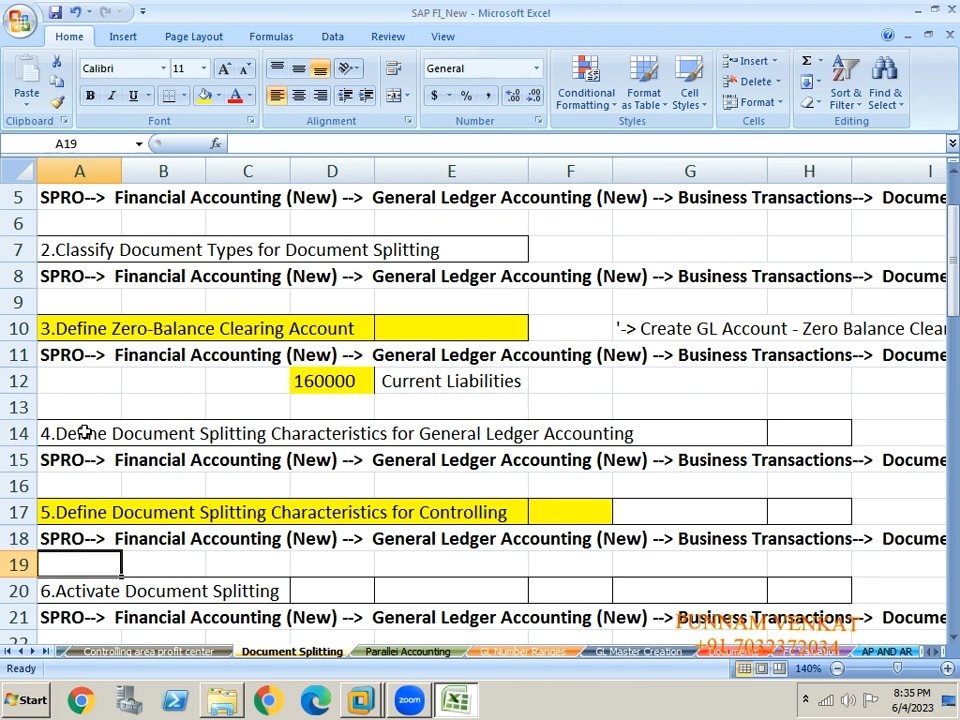 SAP FI_New - Microsoft Excel
Home Insert Page Layout Formulas Data Review View
Paste
Calibri 11
B I U
General
$ % ,
Conditional Formatting
Format as Table
Cell Styles
Insert
Delete
Format
Sort & Filter
Find & Select
Clipboard Font Alignment Number Styles Cells Editing
A19 fx
A B C D E F G H I
5 SPRO--> Financial Accounting (New) --> General Ledger Accounting (New) --> Business Transactions--> Docume
6
7 2.Classify Document Types for Document Splitting
8 SPRO--> Financial Accounting (New) --> General Ledger Accounting (New) --> Business Transactions--> Docume
9
10 3.Define Zero-Balance Clearing Account '-> Create GL Account - Zero Balance Clear
11 SPRO--> Financial Accounting (New) --> General Ledger Accounting (New) --> Business Transactions--> Docume
12 160000 Current Liabilities
13
14 4.Define Document Splitting Characteristics for General Ledger Accounting
15 SPRO--> Financial Accounting (New) --> General Ledger Accounting (New) --> Business Transactions--> Docume
16
17 5.Define Document Splitting Characteristics for Controlling
18 SPRO--> Financial Accounting (New) --> General Ledger Accounting (New) --> Business Transactions--> Docume
19
20 6.Activate Document Splitting
21 SPRO--> Financial Accounting (New) --> General Ledger Accounting (New) --> Business Transactions--> Docume
22
PUNNAM VENKAT
+91 7032372034
Controlling area profit center Document Splitting Parallel Accounting GL Number Ranges GL Master Creation AP AND AR
Ready 140%
Start
zoom
8:35 PM
6/4/2023